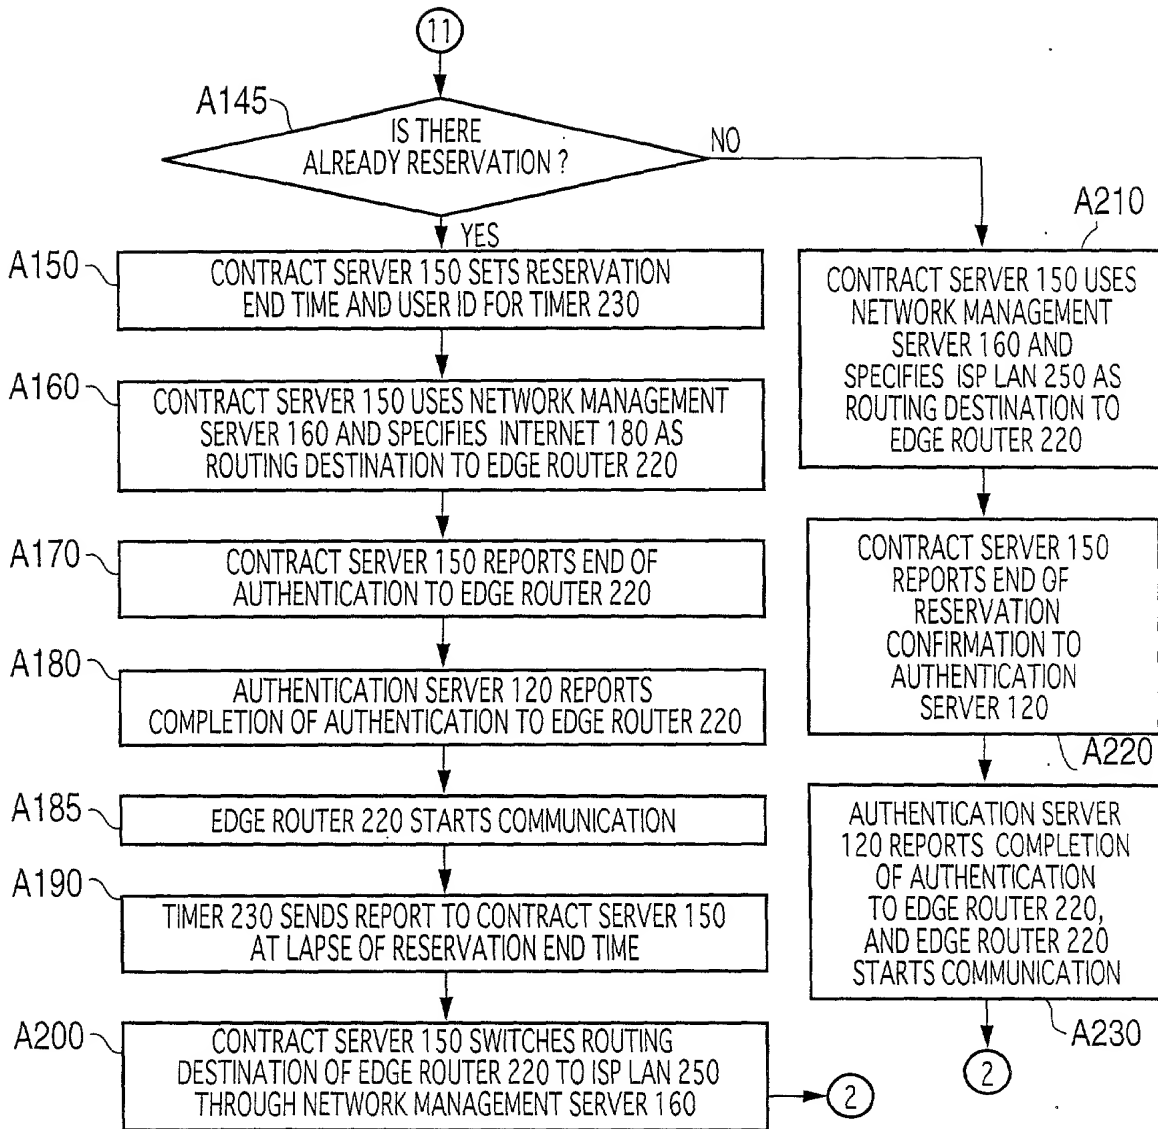 11
A145
IS THERE
ALREADY RESERVATION ?
NO
YES
A150
CONTRACT SERVER 150 SETS RESERVATION
END TIME AND USER ID FOR TIMER 230
A160
CONTRACT SERVER 150 USES NETWORK MANAGEMENT
SERVER 160 AND SPECIFIES INTERNET 180 AS
ROUTING DESTINATION TO EDGE ROUTER 220
A170
CONTRACT SERVER 150 REPORTS END OF
AUTHENTICATION TO EDGE ROUTER 220
A180
AUTHENTICATION SERVER 120 REPORTS
COMPLETION OF AUTHENTICATION TO EDGE ROUTER 220
A185
EDGE ROUTER 220 STARTS COMMUNICATION
A190
TIMER 230 SENDS REPORT TO CONTRACT SERVER 150
AT LAPSE OF RESERVATION END TIME
A200
CONTRACT SERVER 150 SWITCHES ROUTING
DESTINATION OF EDGE ROUTER 220 TO ISP LAN 250
THROUGH NETWORK MANAGEMENT SERVER 160
2
A210
CONTRACT SERVER 150 USES
NETWORK MANAGEMENT
SERVER 160 AND
SPECIFIES ISP LAN 250 AS
ROUTING DESTINATION TO
EDGE ROUTER 220
CONTRACT SERVER 150
REPORTS END OF
RESERVATION
CONFIRMATION TO
AUTHENTICATION
SERVER 120
A220
AUTHENTICATION SERVER
120 REPORTS COMPLETION
OF AUTHENTICATION
TO EDGE ROUTER 220,
AND EDGE ROUTER 220
STARTS COMMUNICATION
A230
2